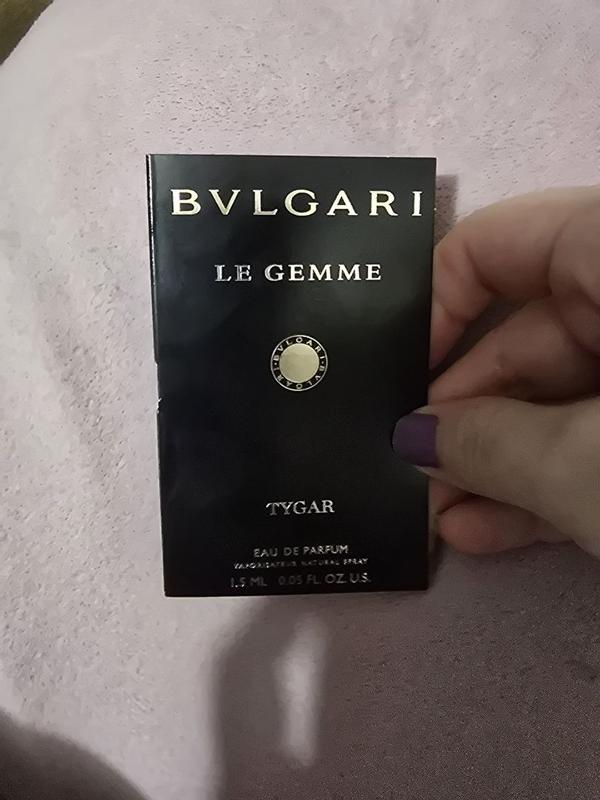 BVLGARI
LE GEMME
BVLGARI · BVLGARI ·
TYGAR
EAU DE PARFUM
VAPORISATEUR NATURAL SPRAY
1.5 ML 0.05 FL. OZ. U.S.